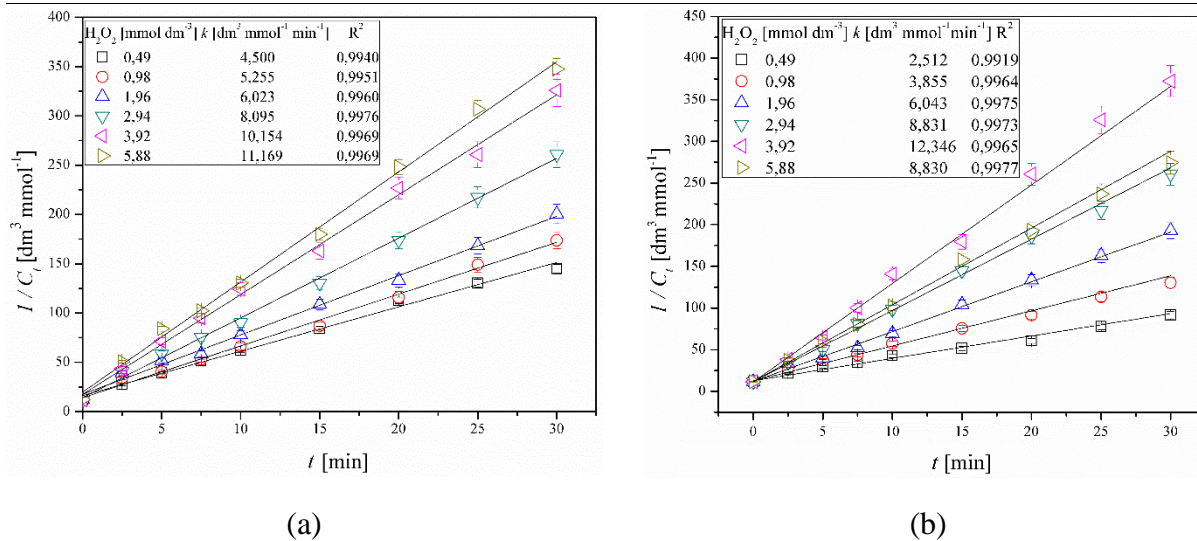 H2O2 [mmol dm-3] k [dm3 mmol-1 min-1] R2
0,49 4,500 0,9940
0,98 5,255 0,9951
1,96 6,023 0,9960
2,94 8,095 0,9976
3,92 10,154 0,9969
5,88 11,169 0,9969
400
350
300
250
200
150
100
50
0
1 / Ct [dm3 mmol-1]
0 5 10 15 20 25 30
t [min]
(a)
H2O2 [mmol dm-3] k [dm3 mmol-1 min-1] R2
0,49 2,512 0,9919
0,98 3,855 0,9964
1,96 6,043 0,9975
2,94 8,831 0,9973
3,92 12,346 0,9965
5,88 8,830 0,9977
450
400
350
300
250
200
150
100
50
0
1 / Ct [dm3 mmol-1]
0 5 10 15 20 25 30
t [min]
(b)